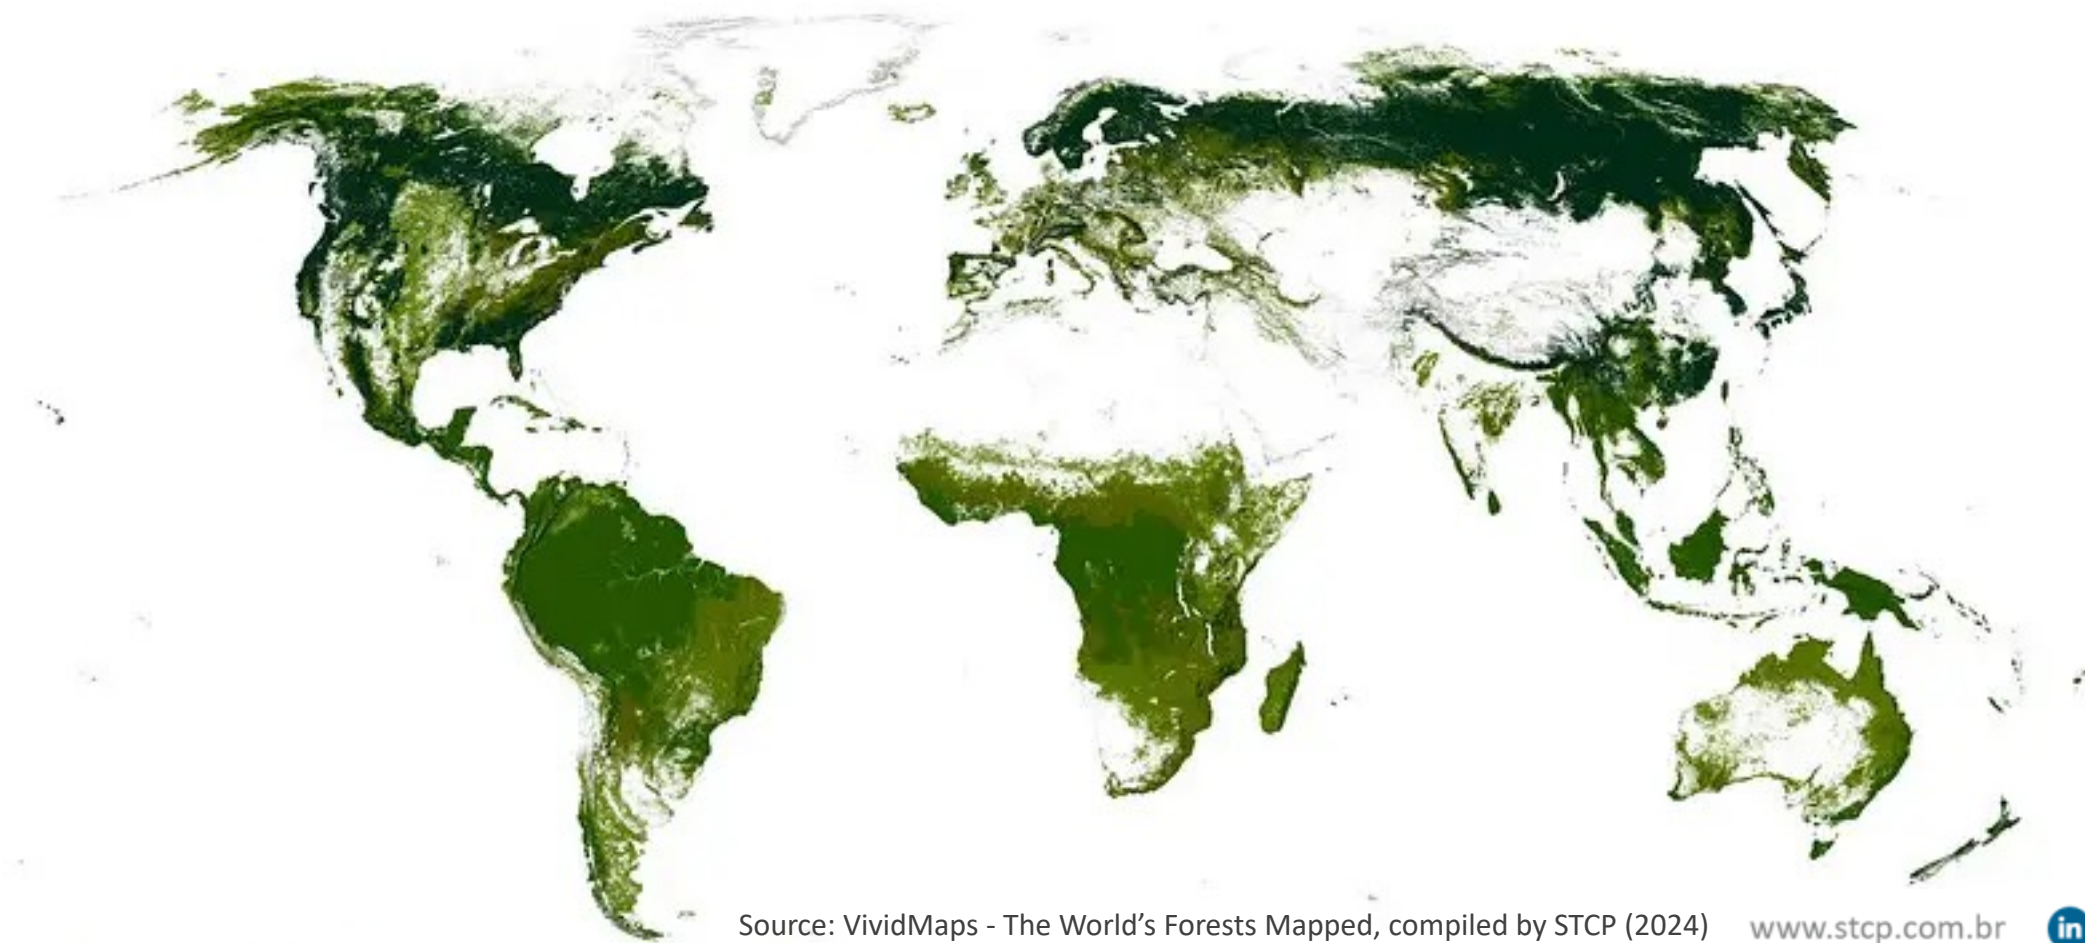 Source: VividMaps - The World’s Forests Mapped, compiled by STCP (2024)
www.stcp.com.br
in